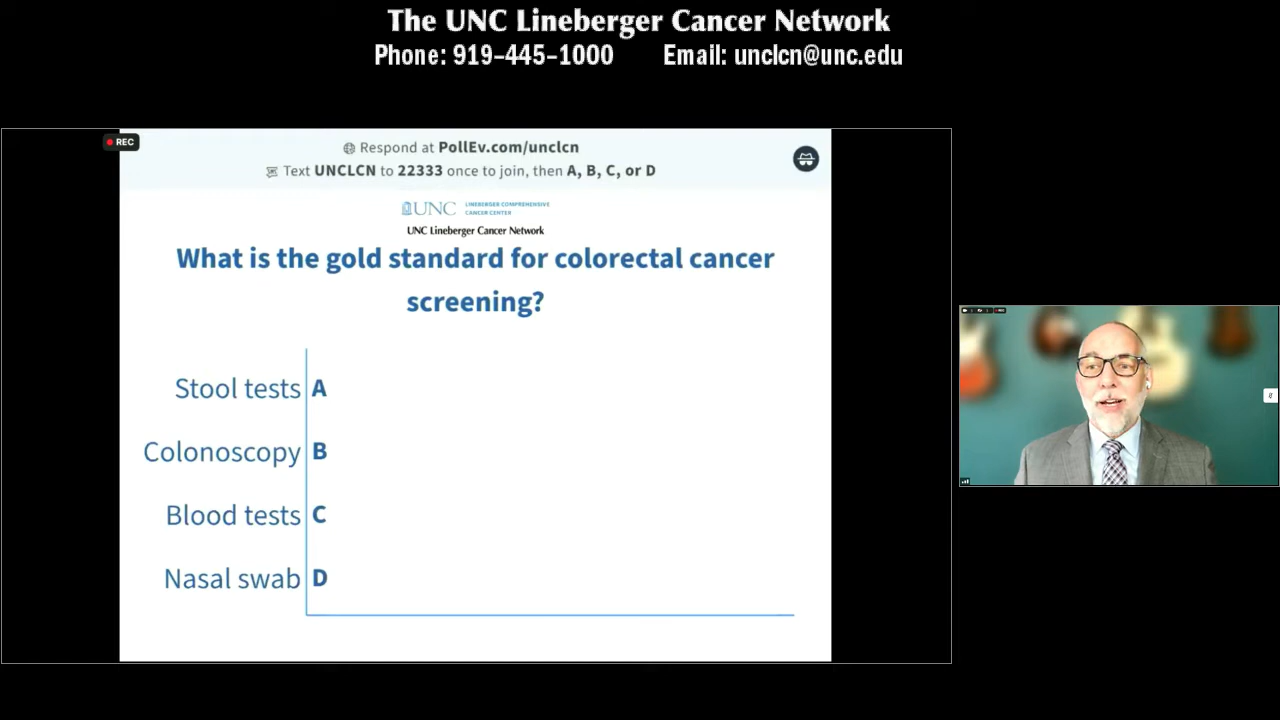 The UNC Lineberger Cancer Network
Phone: 919-445-1000 Email: unclcn@unc.edu
REC
Respond at PollEv.com/unclcn
Text UNCLCN to 22333 once to join, then A, B, C, or D
UNC LINEBERGER COMPREHENSIVE
CANCER CENTER
UNC Lineberger Cancer Network
What is the gold standard for colorectal cancer
screening?
Stool tests A
Colonoscopy B
Blood tests C
Nasal swab D